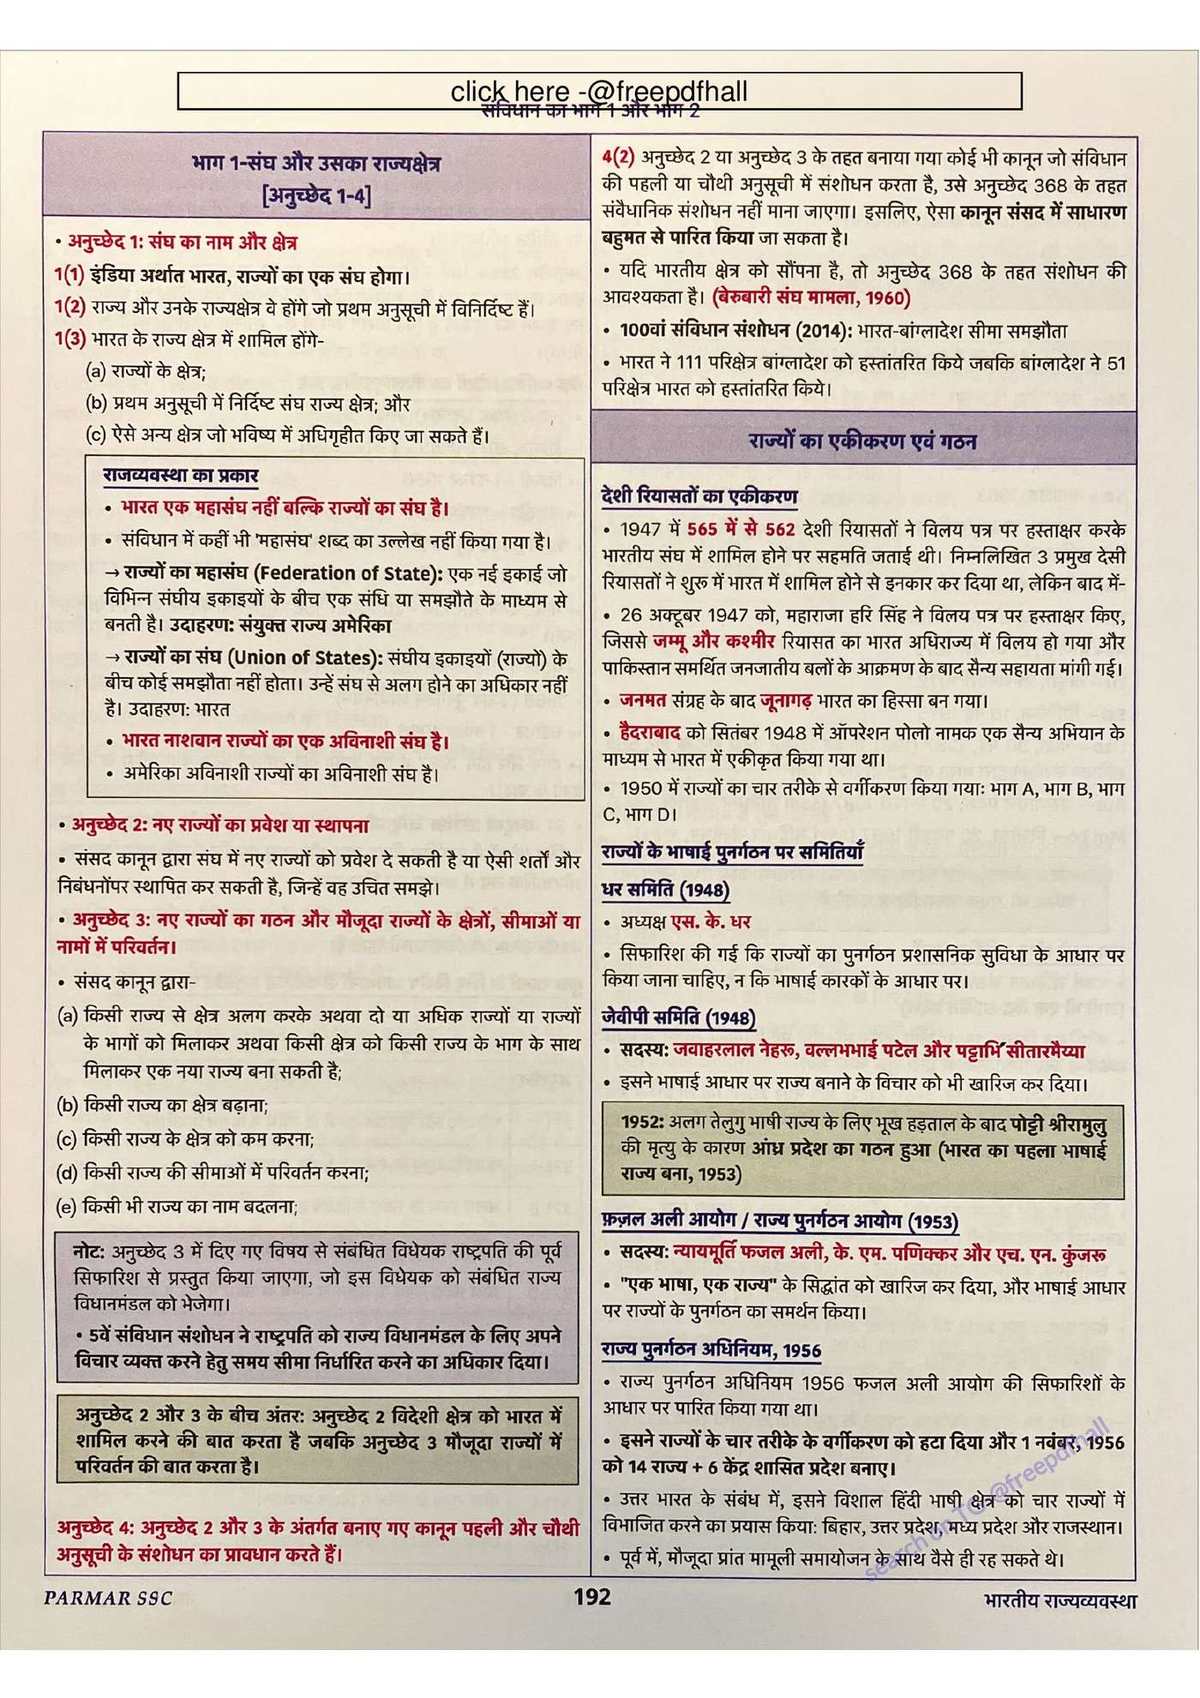 click here -@freepdfhall
संविधान का भाग 1 और भाग 2
भाग 1-संघ और उसका राज्यक्षेत्र
[अनुच्छेद 1-4]
• अनुच्छेद 1: संघ का नाम और क्षेत्र
1(1) इंडिया अर्थात भारत, राज्यों का एक संघ होगा।
1(2) राज्य और उनके राज्यक्षेत्र वे होंगे जो प्रथम अनुसूची में विनिर्दिष्ट हैं।
1(3) भारत के राज्य क्षेत्र में शामिल होंगे-
(a) राज्यों के क्षेत्र;
(b) प्रथम अनुसूची में निर्दिष्ट संघ राज्य क्षेत्र; और
(c) ऐसे अन्य क्षेत्र जो भविष्य में अधिगृहीत किए जा सकते हैं।
राजव्यवस्था का प्रकार
• भारत एक महासंघ नहीं बल्कि राज्यों का संघ है।
• संविधान में कहीं भी 'महासंघ' शब्द का उल्लेख नहीं किया गया है।
→ राज्यों का महासंघ (Federation of State): एक नई इकाई जो
विभिन्न संघीय इकाइयों के बीच एक संधि या समझौते के माध्यम से
बनती है। उदाहरण: संयुक्त राज्य अमेरिका
→ राज्यों का संघ (Union of States): संघीय इकाइयों (राज्यों) के
बीच कोई समझौता नहीं होता। उन्हें संघ से अलग होने का अधिकार नहीं
है। उदाहरण: भारत
• भारत नाशवान राज्यों का एक अविनाशी संघ है।
• अमेरिका अविनाशी राज्यों का अविनाशी संघ है।
• अनुच्छेद 2: नए राज्यों का प्रवेश या स्थापना
• संसद कानून द्वारा संघ में नए राज्यों को प्रवेश दे सकती है या ऐसी शर्तों और
निबंधनोंपर स्थापित कर सकती है, जिन्हें वह उचित समझे।
• अनुच्छेद 3: नए राज्यों का गठन और मौजूदा राज्यों के क्षेत्रों, सीमाओं या
नामों में परिवर्तन।
• संसद कानून द्वारा-
(a) किसी राज्य से क्षेत्र अलग करके अथवा दो या अधिक राज्यों या राज्यों
के भागों को मिलाकर अथवा किसी क्षेत्र को किसी राज्य के भाग के साथ
मिलाकर एक नया राज्य बना सकती है;
(b) किसी राज्य का क्षेत्र बढ़ाना;
(c) किसी राज्य के क्षेत्र को कम करना;
(d) किसी राज्य की सीमाओं में परिवर्तन करना;
(e) किसी भी राज्य का नाम बदलना;
नोट: अनुच्छेद 3 में दिए गए विषय से संबंधित विधेयक राष्ट्रपति की पूर्व
सिफारिश से प्रस्तुत किया जाएगा, जो इस विधेयक को संबंधित राज्य
विधानमंडल को भेजेगा।
• 5वें संविधान संशोधन ने राष्ट्रपति को राज्य विधानमंडल के लिए अपने
विचार व्यक्त करने हेतु समय सीमा निर्धारित करने का अधिकार दिया।
अनुच्छेद 2 और 3 के बीच अंतर: अनुच्छेद 2 विदेशी क्षेत्र को भारत में
शामिल करने की बात करता है जबकि अनुच्छेद 3 मौजूदा राज्यों में
परिवर्तन की बात करता है।
अनुच्छेद 4: अनुच्छेद 2 और 3 के अंतर्गत बनाए गए कानून पहली और चौथी
अनुसूची के संशोधन का प्रावधान करते हैं।
4(2) अनुच्छेद 2 या अनुच्छेद 3 के तहत बनाया गया कोई भी कानून जो संविधान
की पहली या चौथी अनुसूची में संशोधन करता है, उसे अनुच्छेद 368 के तहत
संवैधानिक संशोधन नहीं माना जाएगा। इसलिए, ऐसा कानून संसद में साधारण
बहुमत से पारित किया जा सकता है।
• यदि भारतीय क्षेत्र को सौंपना है, तो अनुच्छेद 368 के तहत संशोधन की
आवश्यकता है। (बेरुबारी संघ मामला, 1960)
• 100वां संविधान संशोधन (2014): भारत-बांग्लादेश सीमा समझौता
• भारत ने 111 परिक्षेत्र बांग्लादेश को हस्तांतरित किये जबकि बांग्लादेश ने 51
परिक्षेत्र भारत को हस्तांतरित किये।
राज्यों का एकीकरण एवं गठन
देशी रियासतों का एकीकरण
• 1947 में 565 में से 562 देशी रियासतों ने विलय पत्र पर हस्ताक्षर करके
भारतीय संघ में शामिल होने पर सहमति जताई थी। निम्नलिखित 3 प्रमुख देसी
रियासतों ने शुरू में भारत में शामिल होने से इनकार कर दिया था, लेकिन बाद में-
• 26 अक्टूबर 1947 को, महाराजा हरि सिंह ने विलय पत्र पर हस्ताक्षर किए,
जिससे जम्मू और कश्मीर रियासत का भारत अधिराज्य में विलय हो गया और
पाकिस्तान समर्थित जनजातीय बलों के आक्रमण के बाद सैन्य सहायता मांगी गई।
• जनमत संग्रह के बाद जूनागढ़ भारत का हिस्सा बन गया।
• हैदराबाद को सितंबर 1948 में ऑपरेशन पोलो नामक एक सैन्य अभियान के
माध्यम से भारत में एकीकृत किया गया था।
• 1950 में राज्यों का चार तरीके से वर्गीकरण किया गया: भाग A, भाग B, भाग
C, भाग D।
राज्यों के भाषाई पुनर्गठन पर समितियाँ
धर समिति (1948)
• अध्यक्ष एस. के. धर
• सिफारिश की गई कि राज्यों का पुनर्गठन प्रशासनिक सुविधा के आधार पर
किया जाना चाहिए, न कि भाषाई कारकों के आधार पर।
जेवीपी समिति (1948)
• सदस्य: जवाहरलाल नेहरू, वल्लभभाई पटेल और पट्टाभि सीतारमैय्या
• इसने भाषाई आधार पर राज्य बनाने के विचार को भी खारिज कर दिया।
1952: अलग तेलुगु भाषी राज्य के लिए भूख हड़ताल के बाद पोट्टी श्रीरामुलु
की मृत्यु के कारण आंध्र प्रदेश का गठन हुआ (भारत का पहला भाषाई
राज्य बना, 1953)
फ़ज़ल अली आयोग / राज्य पुनर्गठन आयोग (1953)
• सदस्य: न्यायमूर्ति फजल अली, के. एम. पणिक्कर और एच. एन. कुंजरू
• "एक भाषा, एक राज्य" के सिद्धांत को खारिज कर दिया, और भाषाई आधार
पर राज्यों के पुनर्गठन का समर्थन किया।
राज्य पुनर्गठन अधिनियम, 1956
• राज्य पुनर्गठन अधिनियम 1956 फजल अली आयोग की सिफारिशों के
आधार पर पारित किया गया था।
• इसने राज्यों के चार तरीके के वर्गीकरण को हटा दिया और 1 नवंबर, 1956
को 14 राज्य + 6 केंद्र शासित प्रदेश बनाए।
• उत्तर भारत के संबंध में, इसने विशाल हिंदी भाषी क्षेत्र को चार राज्यों में
विभाजित करने का प्रयास किया: बिहार, उत्तर प्रदेश, मध्य प्रदेश और राजस्थान।
• पूर्व में, मौजूदा प्रांत मामूली समायोजन के साथ वैसे ही रह सकते थे।
search on TG @freepdfhall
PARMAR SSC
192
भारतीय राज्यव्यवस्था